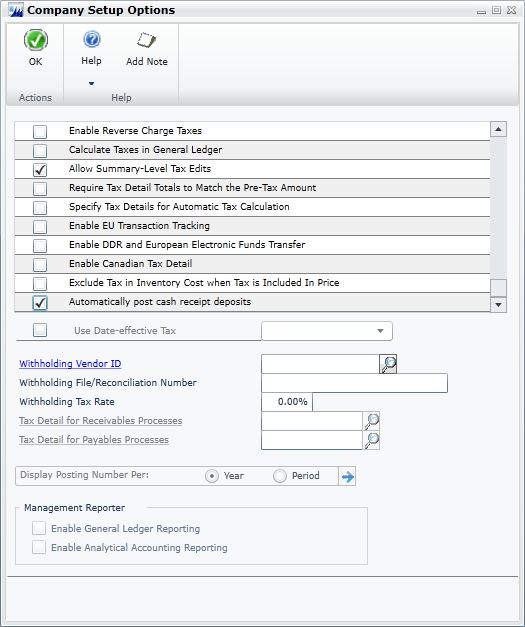 Company Setup Options
OK
Help
Add Note
Actions
Help
Enable Reverse Charge Taxes
Calculate Taxes in General Ledger
Allow Summary-Level Tax Edits
Require Tax Detail Totals to Match the Pre-Tax Amount
Specify Tax Details for Automatic Tax Calculation
Enable EU Transaction Tracking
Enable DDR and European Electronic Funds Transfer
Enable Canadian Tax Detail
Exclude Tax in Inventory Cost when Tax is Included In Price
Automatically post cash receipt deposits
Use Date-effective Tax
Withholding Vendor ID
Withholding File/Reconciliation Number
Withholding Tax Rate 0.00%
Tax Detail for Receivables Processes
Tax Detail for Payables Processes
Display Posting Number Per: Year Period
Management Reporter
Enable General Ledger Reporting
Enable Analytical Accounting Reporting